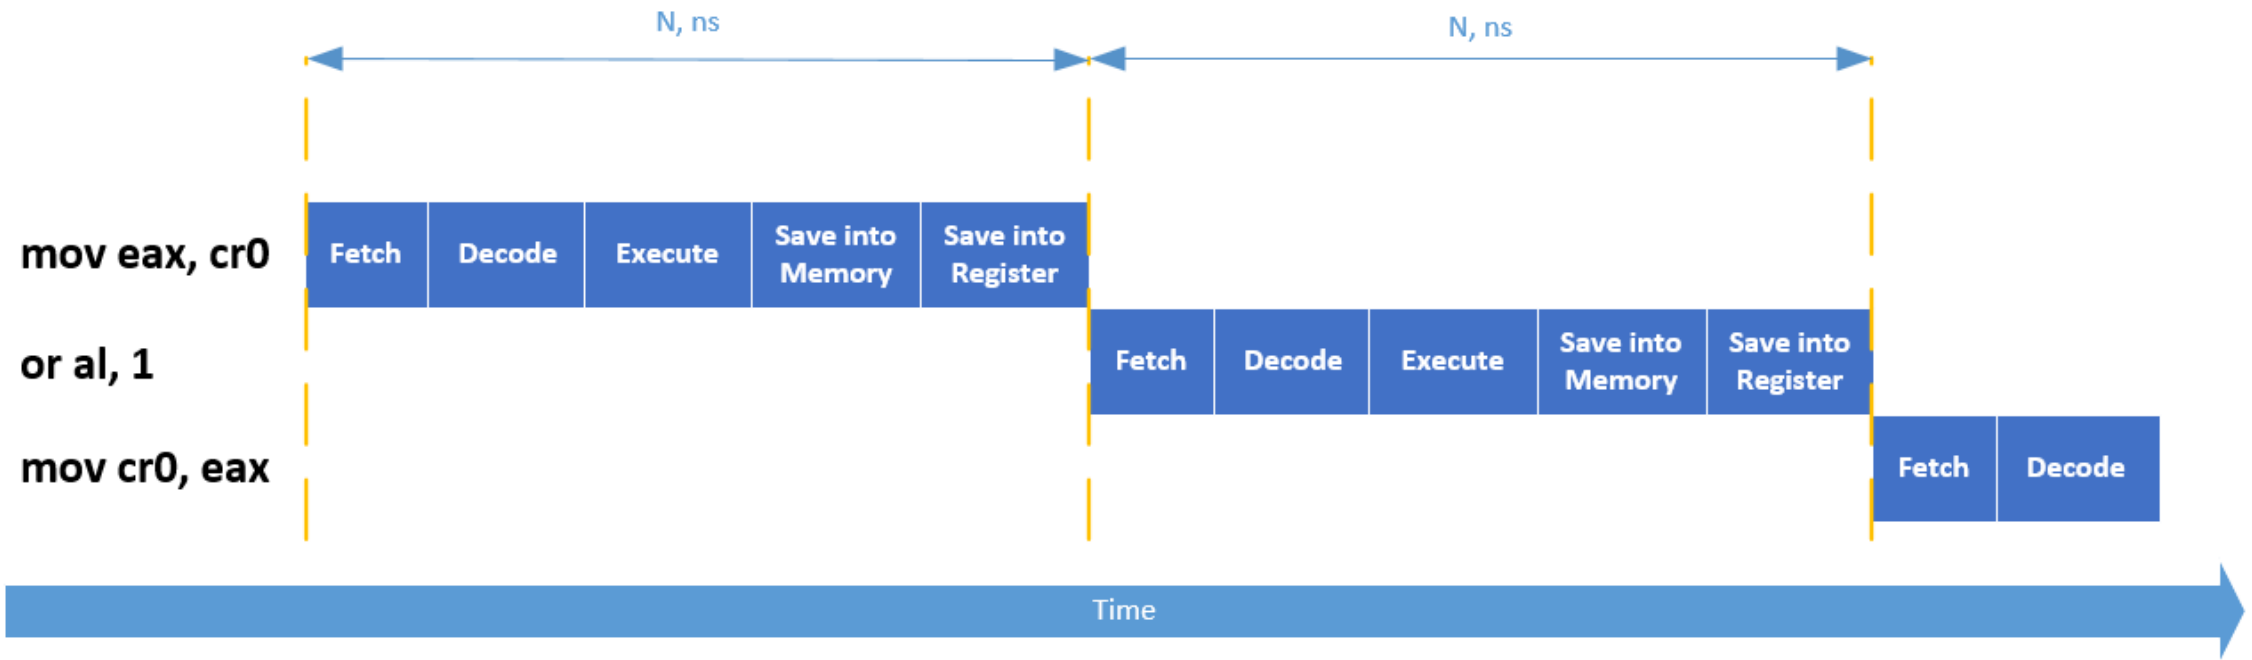 N, ns
N, ns
mov eax, cr0
Fetch
Decode
Execute
Save into
Memory
Save into
Register
or al, 1
Fetch
Decode
Execute
Save into
Memory
Save into
Register
mov cr0, eax
Fetch
Decode
Time